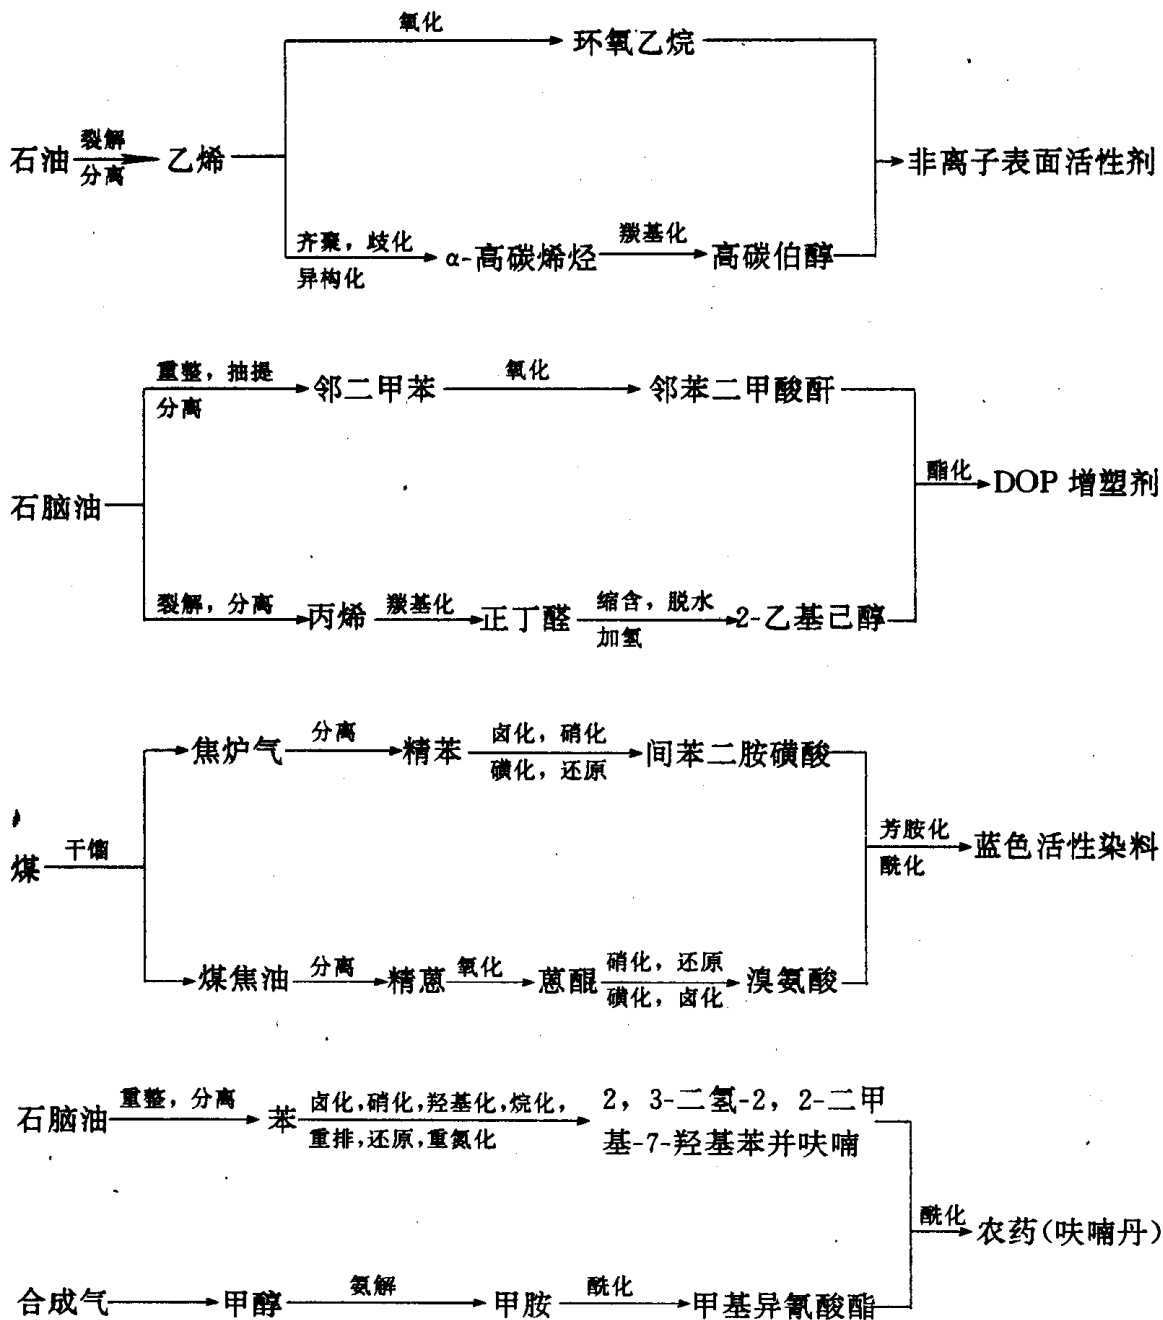 氧化
环氧乙烷
石油
裂解
分离
乙烯
非离子表面活性剂
齐聚，歧化
异构化
α-高碳烯烃
羰基化
高碳伯醇
重整，抽提
分离
邻二甲苯
氧化
邻苯二甲酸酐
石脑油
酯化
DOP 增塑剂
裂解，分离
丙烯
羰基化
正丁醛
缩含，脱水
加氢
2-乙基己醇
焦炉气
分离
精苯
卤化，硝化
磺化，还原
间苯二胺磺酸
煤
干馏
芳胺化
酰化
蓝色活性染料
煤焦油
分离
精蒽
氧化
蒽醌
硝化，还原
磺化，卤化
溴氨酸
石脑油
重整，分离
苯
卤化,硝化,羟基化,烷化,
重排,还原,重氮化
2，3-二氢-2，2-二甲
基-7-羟基苯并呋喃
酰化
农药(呋喃丹)
合成气
甲醇
氨解
甲胺
酰化
甲基异氰酸酯